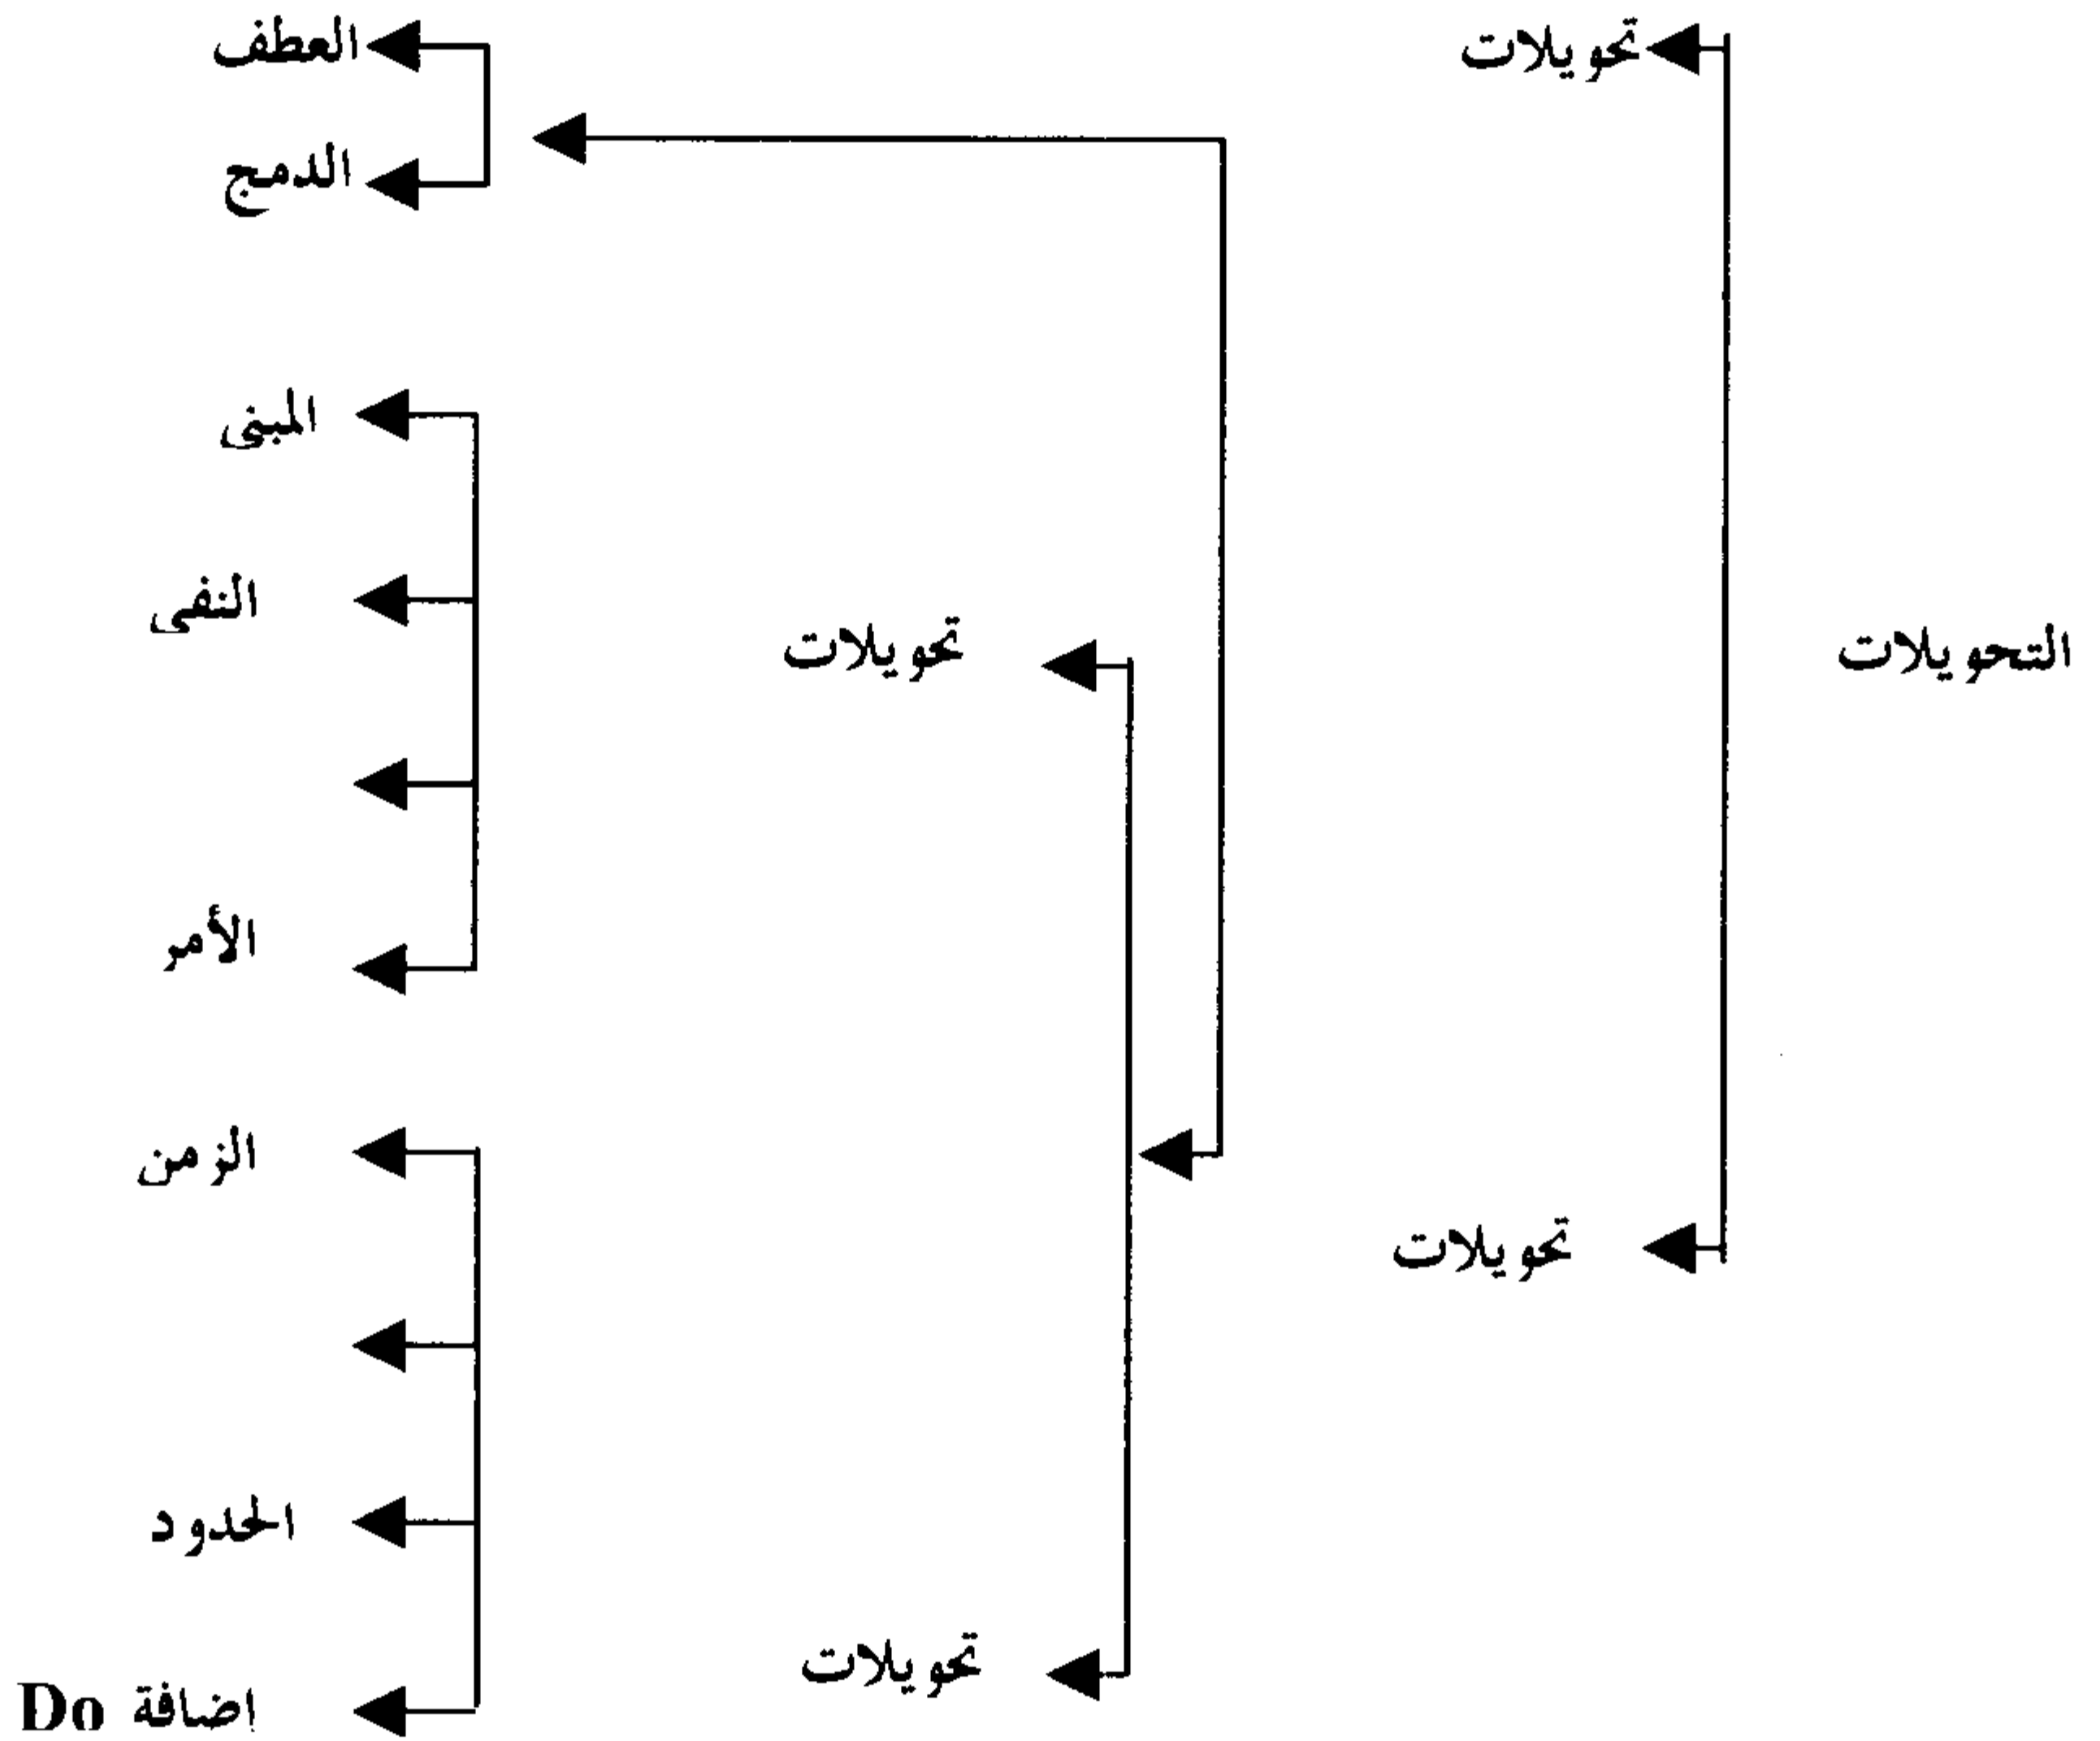 التحويلات
تحويلات
تحويلات
تحويلات
تحويلات
العطف
الدمج
المبنى
النفى
الأمر
الزمن
الحدود
إضافة Do